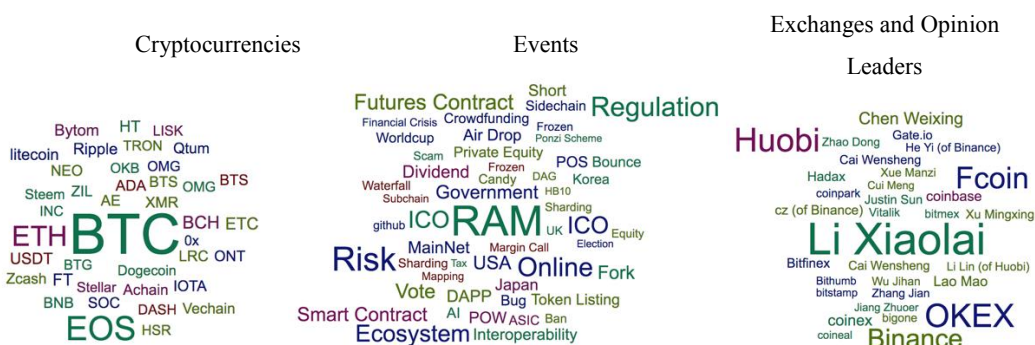 Cryptocurrencies
Bytom HT LISK
litecoin Ripple TRON Qtum
NEO OKB OMG
Steem ZIL ADA BTS OMG BTS
INC AE XMR
ETH BTC BCH ETC
0x
USDT BTG LRC ONT
Zcash FT Dogecoin
Stellar Achain IOTA
BNB SOC DASH Vechain
EOS HSR
Events
Short
Futures Contract Sidechain Regulation
Financial Crisis Crowdfunding Frozen
Worldcup Air Drop Ponzi Scheme
Scam Private Equity POS Bounce
Dividend Frozen
Candy DAG Korea
Waterfall Government HB10
Subchain Sharding
github ICO RAM UK ICO Equity
Election
MainNet Margin Call
Risk Sharding Tax USA Online Fork
Mapping Japan
Vote DAPP Bug Token Listing
Smart Contract AI POW ASIC Ban
Ecosystem Interoperability
Exchanges and Opinion
Leaders
Chen Weixing
Huobi Zhao Dong Gate.io
He Yi (of Binance)
Cai Wensheng
Hadax Xue Manzi Fcoin
Cui Meng
coinpark Justin Sun coinbase
cz (of Binance) Vitalik bitmex Xu Mingxing
Li Xiaolai
Bitfinex Cai Wensheng Li Lin (of Huobi)
Bithumb Wu Jihan Lao Mao
bitstamp Zhang Jian
Jiang Zhuoer OKEX
coinex bigone
coineal Binance